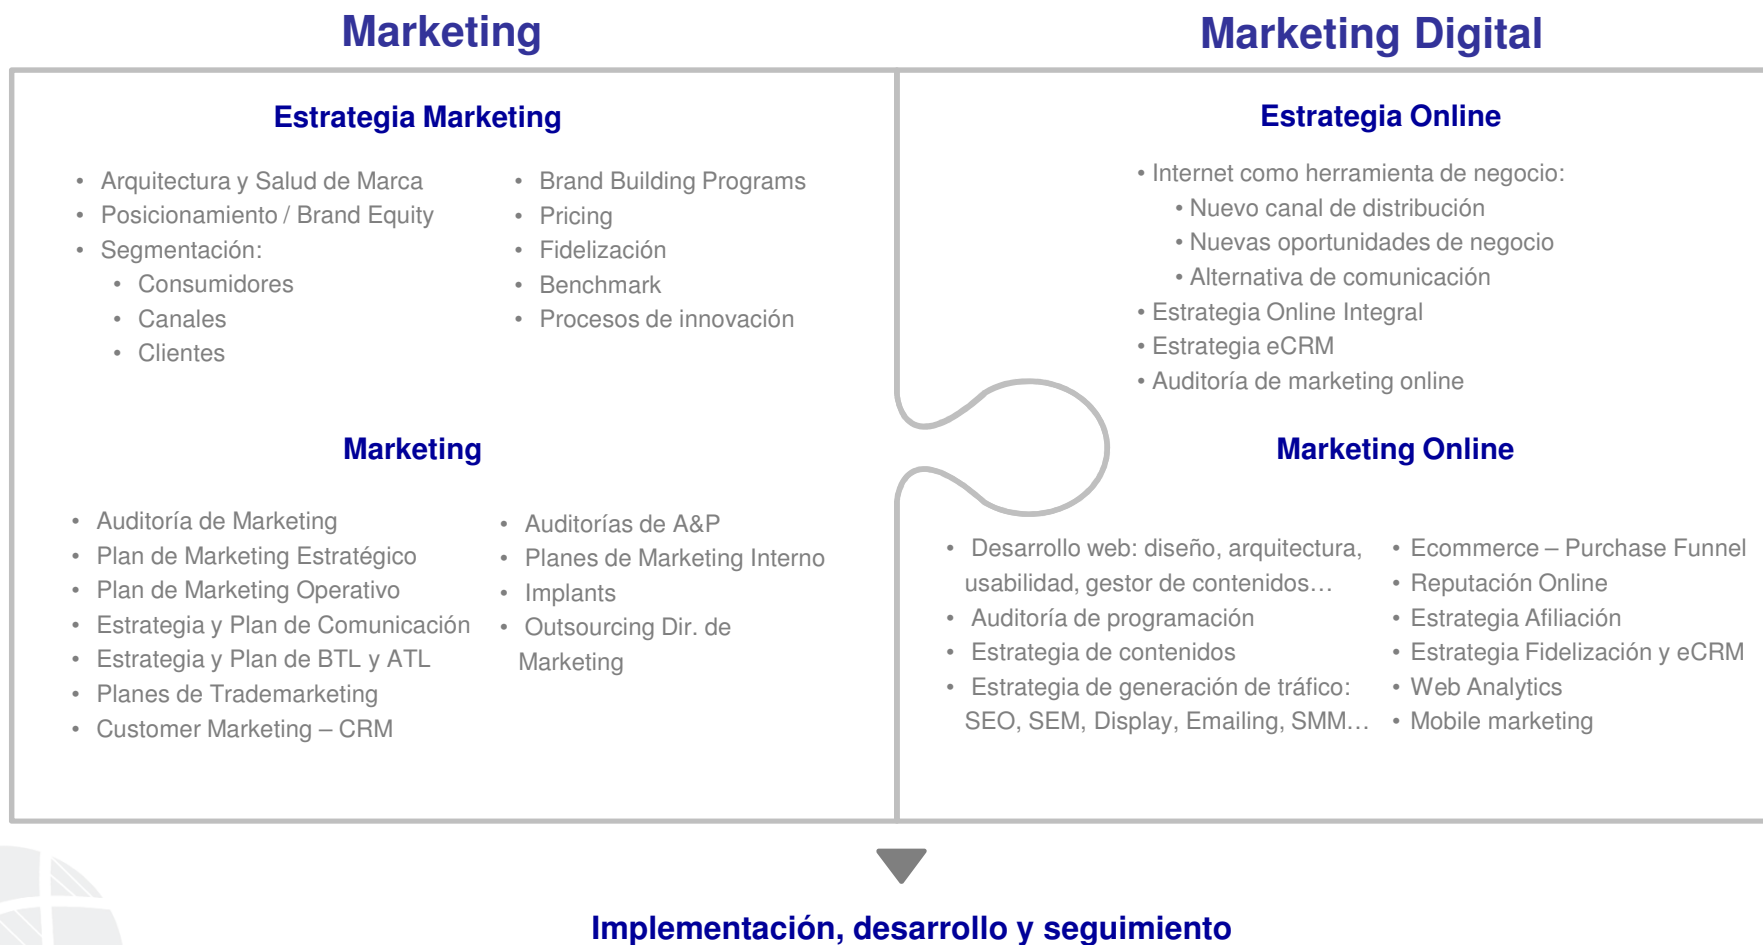 Marketing
Estrategia Marketing
• Arquitectura y Salud de Marca
• Posicionamiento / Brand Equity
• Segmentación:
• Consumidores
• Canales
• Clientes
• Brand Building Programs
• Pricing
• Fidelización
• Benchmark
• Procesos de innovación
Marketing
• Auditoría de Marketing
• Plan de Marketing Estratégico
• Plan de Marketing Operativo
• Estrategia y Plan de Comunicación
• Estrategia y Plan de BTL y ATL
• Planes de Trademarketing
• Customer Marketing – CRM
• Auditorías de A&P
• Planes de Marketing Interno
• Implants
• Outsourcing Dir. de
Marketing
Marketing Digital
Estrategia Online
• Internet como herramienta de negocio:
• Nuevo canal de distribución
• Nuevas oportunidades de negocio
• Alternativa de comunicación
• Estrategia Online Integral
• Estrategia eCRM
• Auditoría de marketing online
Marketing Online
• Desarrollo web: diseño, arquitectura,
usabilidad, gestor de contenidos…
• Auditoría de programación
• Estrategia de contenidos
• Estrategia de generación de tráfico:
SEO, SEM, Display, Emailing, SMM…
• Ecommerce – Purchase Funnel
• Reputación Online
• Estrategia Afiliación
• Estrategia Fidelización y eCRM
• Web Analytics
• Mobile marketing
Implementación, desarrollo y seguimiento